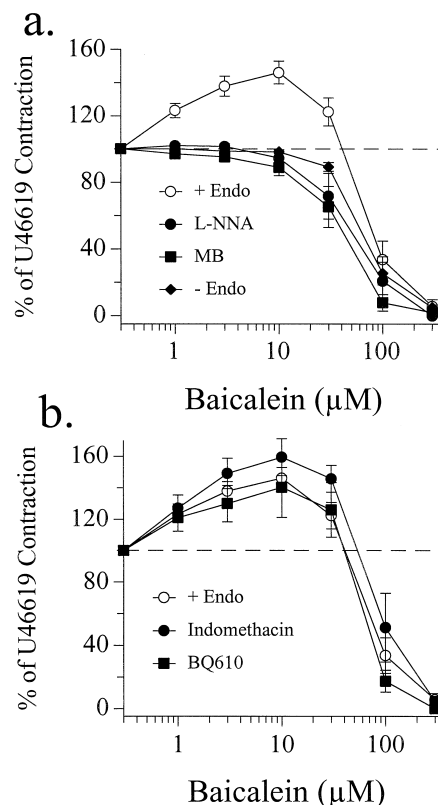 a.
% of U46619 Contraction
160
120
80
40
0
+ Endo
L-NNA
MB
- Endo
1
10
100
Baicalein (µM)
b.
% of U46619 Contraction
160
120
80
40
0
+ Endo
Indomethacin
BQ610
1
10
100
Baicalein (µM)